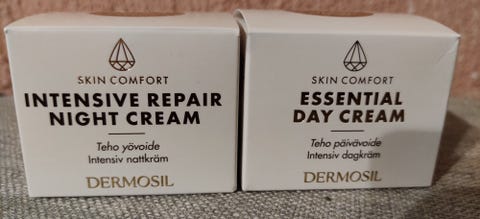 SKIN COMFORT
INTENSIVE REPAIR
NIGHT CREAM
Teho yövoide
Intensiv nattkräm
DERMOSIL
SKIN COMFORT
ESSENTIAL
DAY CREAM
Teho päivävoide
Intensiv dagkräm
DERMOSIL